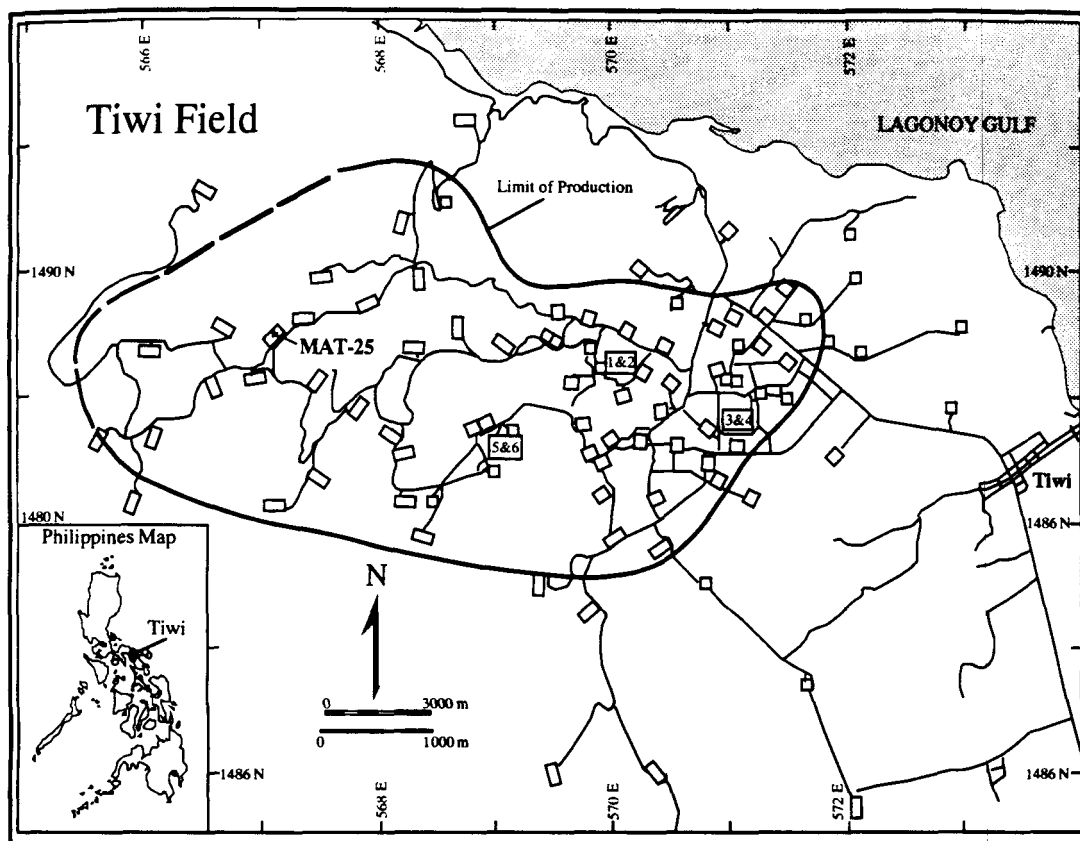 566 E
568 E
570 E
572 E
Tiwi Field
LAGONOY GULF
Limit of Production
1490 N
1490 N
MAT-25
1&2
3&4
5&6
Tiwi
1480 N
1486 N
Philippines Map
N
Tiwi
0 3000 m
0 1000 m
1486 N
1486 N
568 E
570 E
572 E